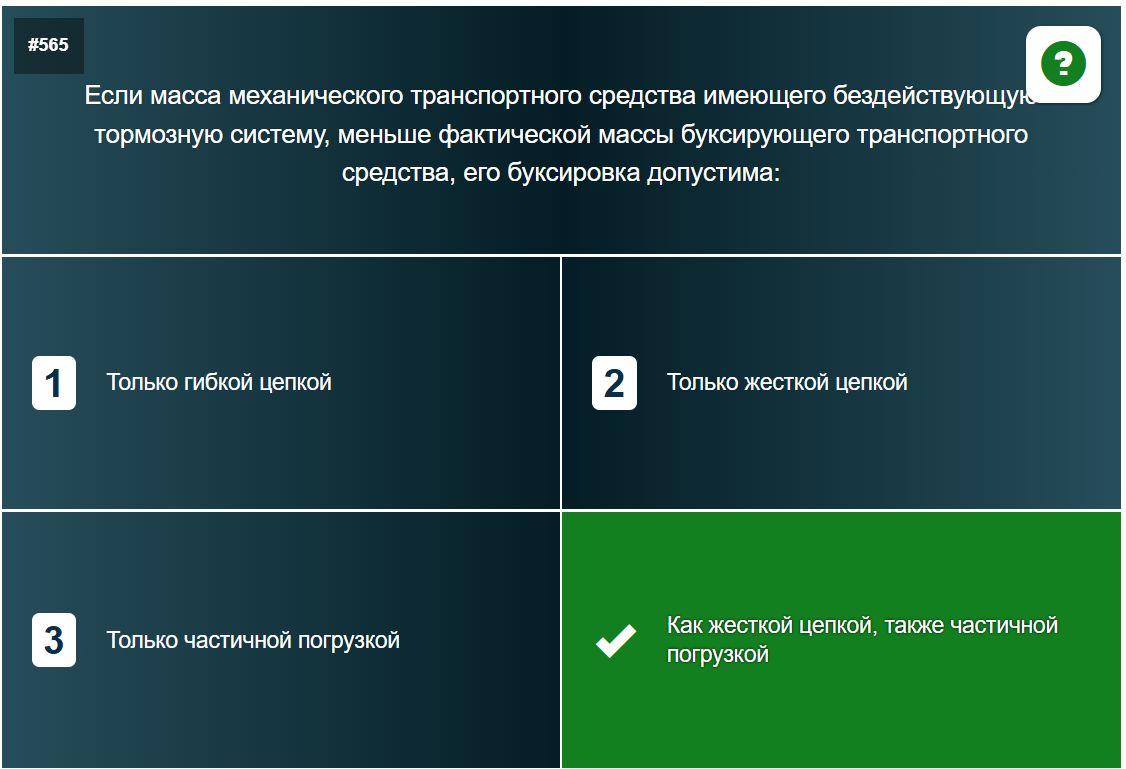 #565
?
Если масса механического транспортного средства имеющего бездействующую
тормозную систему, меньше фактической массы буксирующего транспортного
средства, его буксировка допустима:
1 Только гибкой цепкой
2 Только жесткой цепкой
3 Только частичной погрузкой
Как жесткой цепкой, также частичной
погрузкой